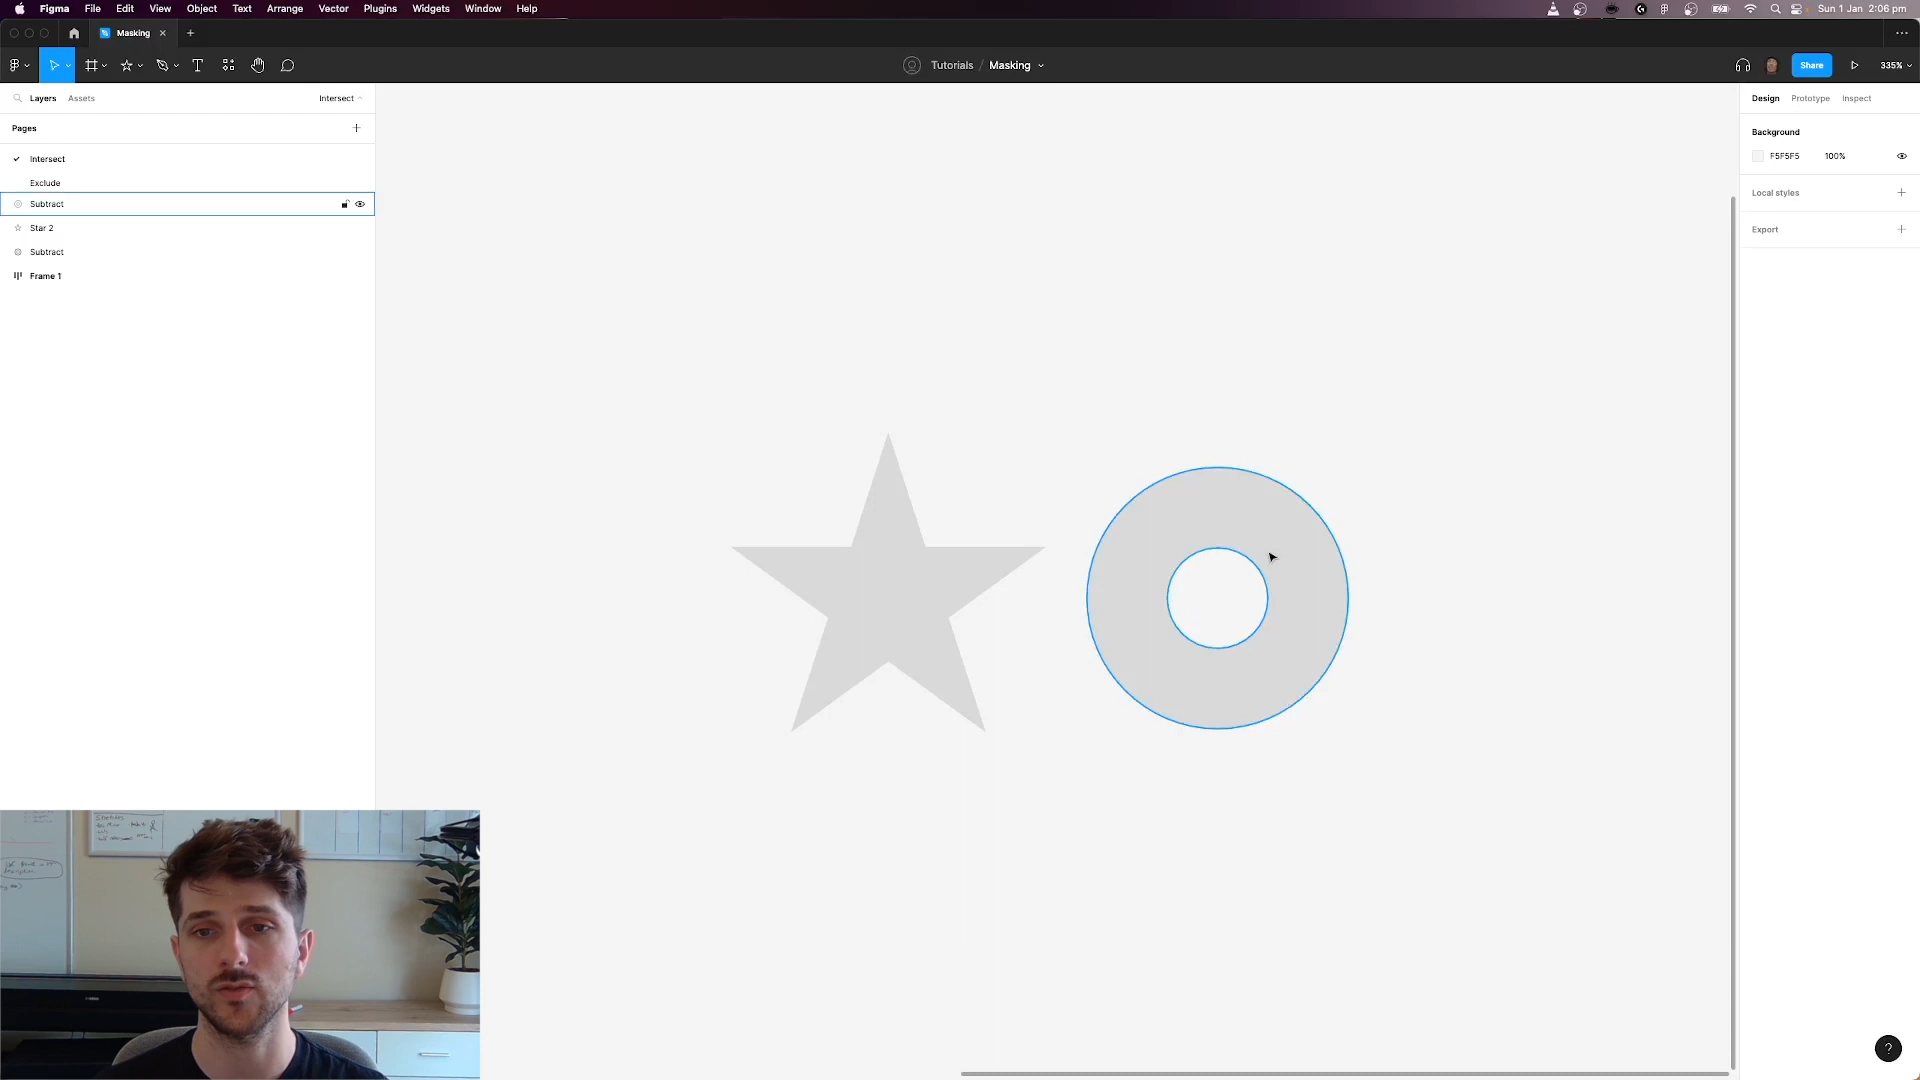 Figma File Edit View Object Text Arrange Vector Plugins Widgets Window Help Sun 1 Jan 2:06 pm
Masking
Tutorials / Masking Share 335%
Layers Assets Intersect
Design Prototype Inspect
Pages
Background
F5F5F5 100%
Intersect
Exclude
Local styles
Subtract
Star 2
Export
Subtract
Frame 1
?